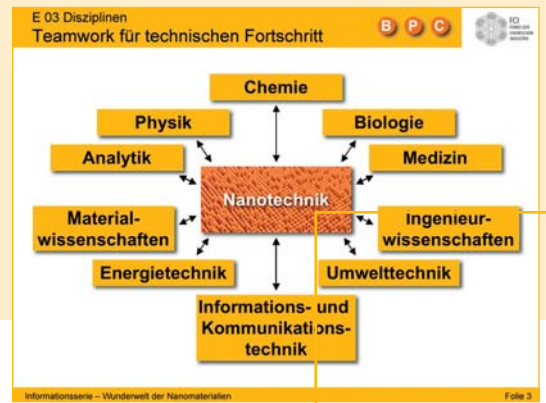 E 03 Disziplinen
Teamwork für technischen Fortschritt
B P C
FCI
Chemie
Physik
Biologie
Analytik
Medizin
Nanotechnik
Material-
wissenschaften
Ingenieur-
wissenschaften
Energietechnik
Umwelttechnik
Informations- und
Kommunikations-
technik
Informationsserie – Wunderwelt der Nanomaterialien
Folie 3